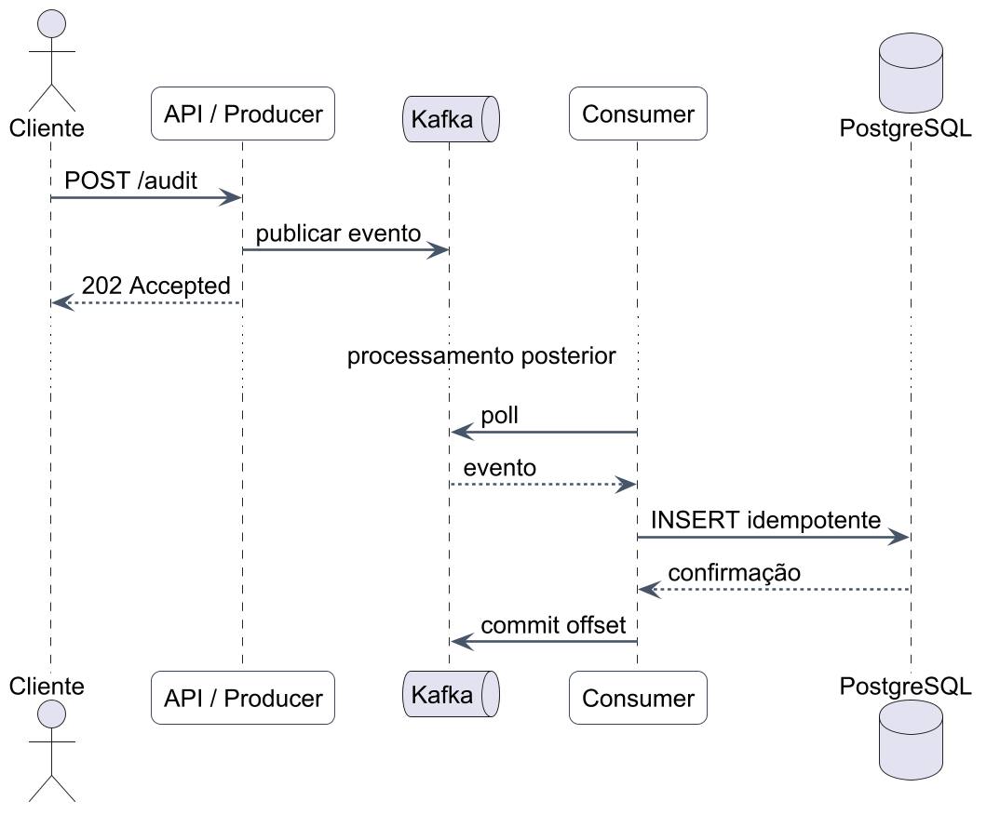 Cliente
API / Producer
Kafka
Consumer
PostgreSQL
POST /audit
publicar evento
202 Accepted
processamento posterior
poll
evento
INSERT idempotente
confirmação
commit offset
Cliente
API / Producer
Kafka
Consumer
PostgreSQL